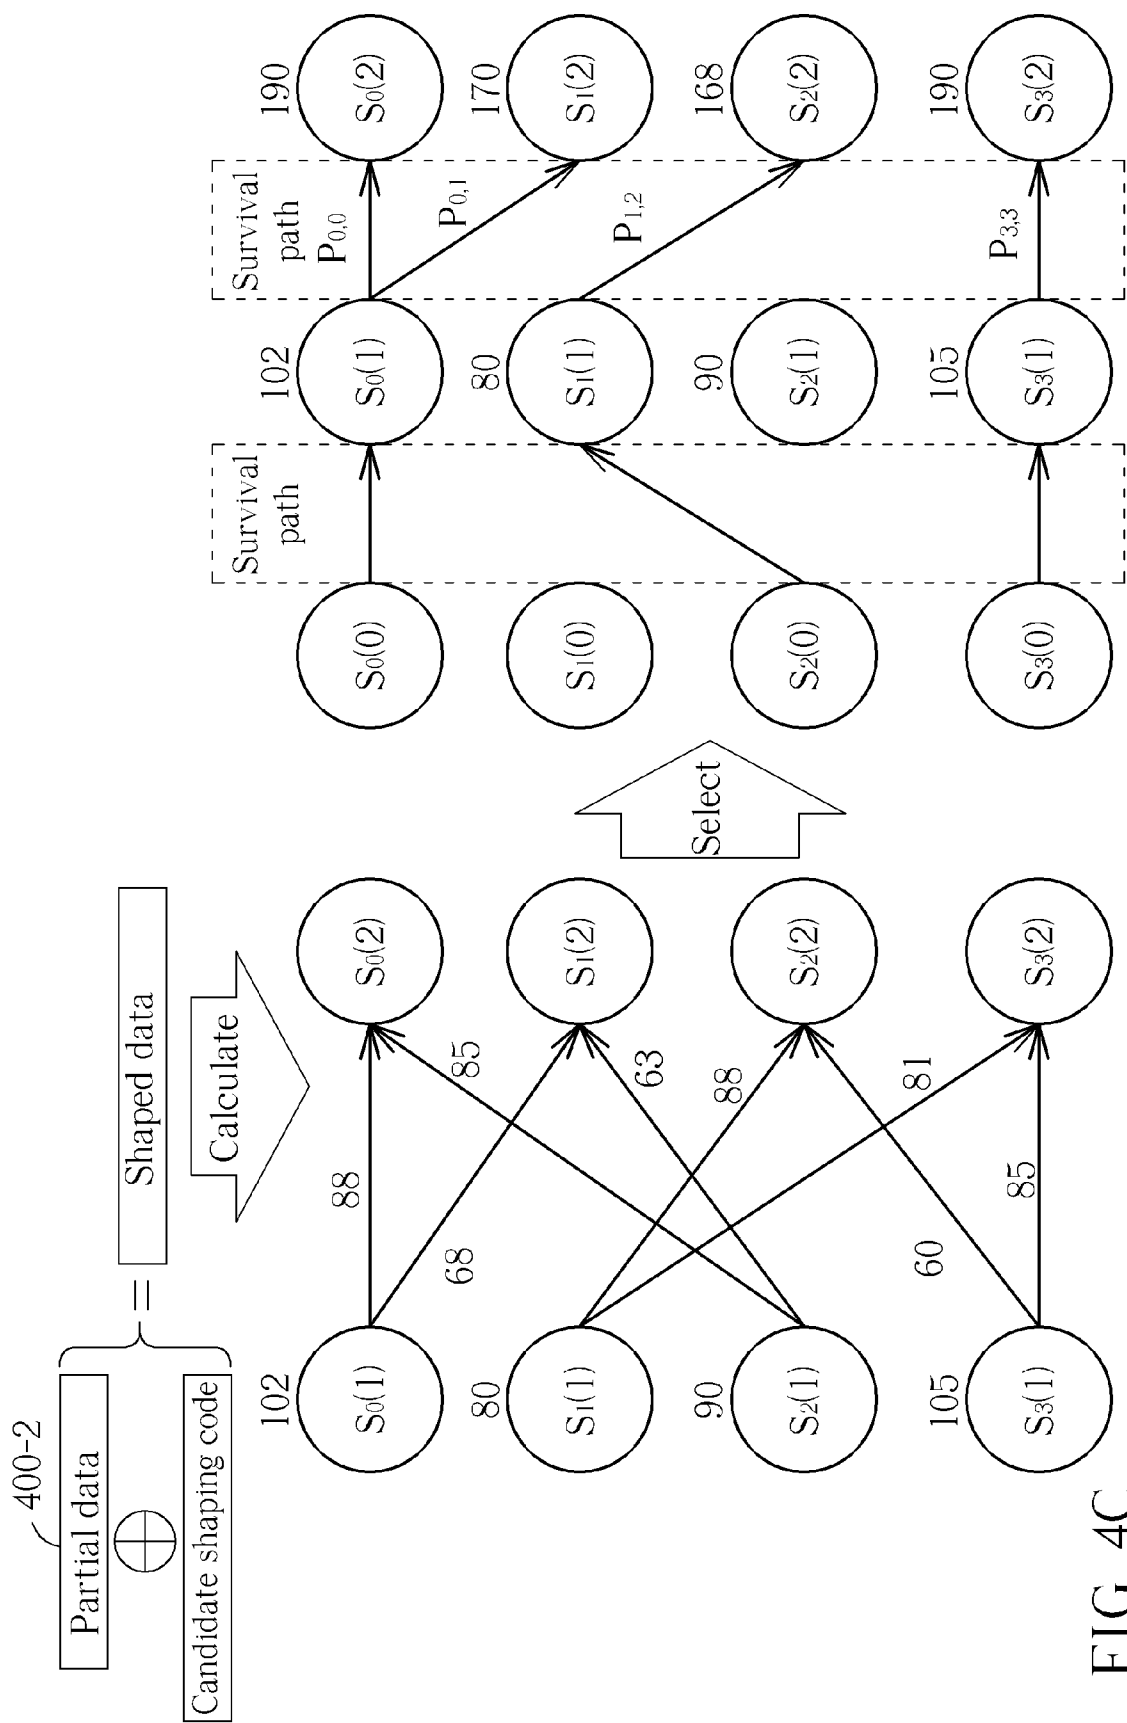 400-2
Partial data
Candidate shaping code
=
Shaped data
Calculate
102
S0(1)
80
S1(1)
90
S2(1)
105
S3(1)
88
68
85
63
88
81
60
85
S0(2)
S1(2)
S2(2)
S3(2)
Select
S0(0)
S1(0)
S2(0)
S3(0)
Survival
path
102
S0(1)
80
S1(1)
90
S2(1)
105
S3(1)
Survival
path
P0,0
P0,1
P1,2
P3,3
190
S0(2)
170
S1(2)
168
S2(2)
190
S3(2)
FIG. 4C